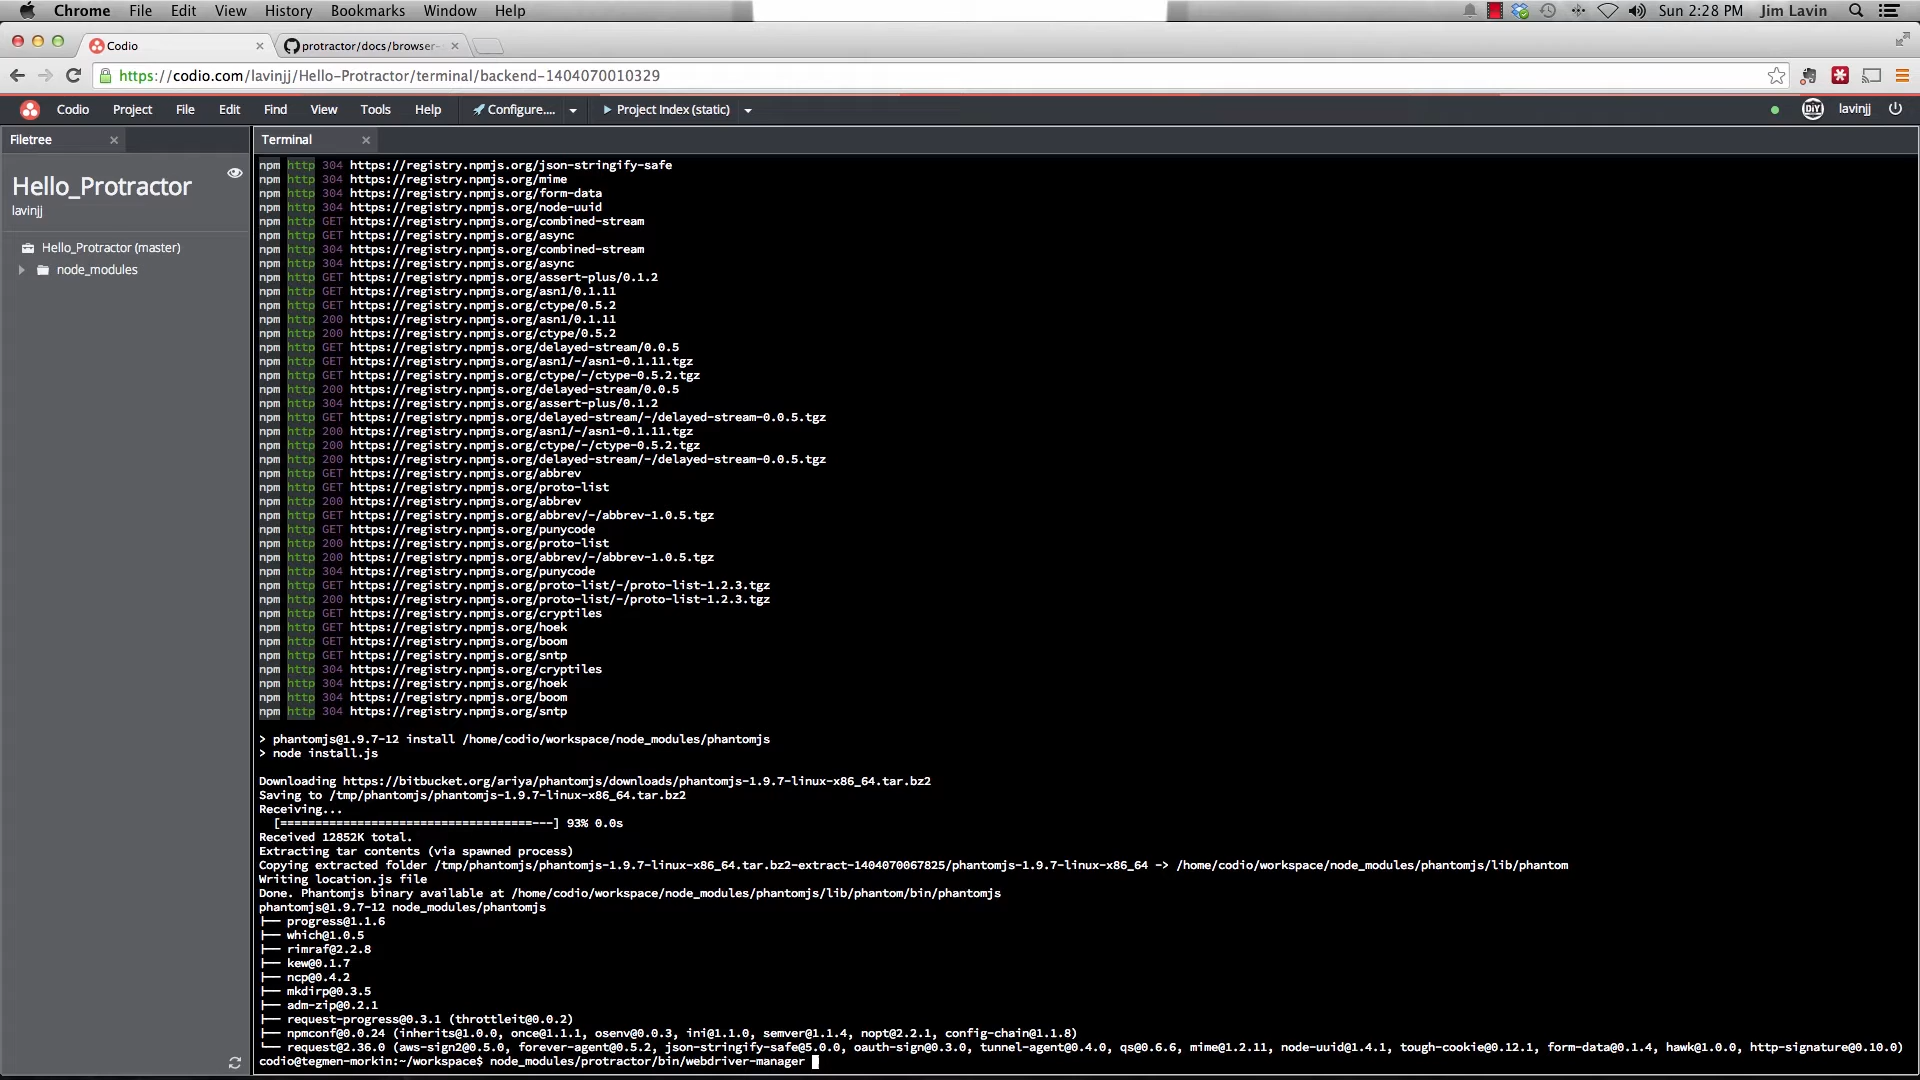 Chrome File Edit View History Bookmarks Window Help Sun 2:28 PM Jim Lavin
Codio protractor/docs/browser-
https://codio.com/lavinjj/Hello-Protractor/terminal/backend-1404070010329
Codio Project File Edit Find View Tools Help Configure.... Project Index (static) DIY lavinjj
Filetree Terminal
Hello_Protractor
lavinjj
Hello_Protractor (master)
node_modules
npm http 304 https://registry.npmjs.org/json-stringify-safe
npm http 304 https://registry.npmjs.org/mime
npm http 304 https://registry.npmjs.org/form-data
npm http 304 https://registry.npmjs.org/node-uuid
npm http GET https://registry.npmjs.org/combined-stream
npm http GET https://registry.npmjs.org/async
npm http 304 https://registry.npmjs.org/combined-stream
npm http 304 https://registry.npmjs.org/async
npm http GET https://registry.npmjs.org/assert-plus/0.1.2
npm http GET https://registry.npmjs.org/asn1/0.1.11
npm http GET https://registry.npmjs.org/ctype/0.5.2
npm http 200 https://registry.npmjs.org/asn1/0.1.11
npm http 200 https://registry.npmjs.org/ctype/0.5.2
npm http GET https://registry.npmjs.org/delayed-stream/0.0.5
npm http GET https://registry.npmjs.org/asn1/-/asn1-0.1.11.tgz
npm http GET https://registry.npmjs.org/ctype/-/ctype-0.5.2.tgz
npm http 200 https://registry.npmjs.org/delayed-stream/0.0.5
npm http 304 https://registry.npmjs.org/assert-plus/0.1.2
npm http GET https://registry.npmjs.org/delayed-stream/-/delayed-stream-0.0.5.tgz
npm http 200 https://registry.npmjs.org/asn1/-/asn1-0.1.11.tgz
npm http 200 https://registry.npmjs.org/ctype/-/ctype-0.5.2.tgz
npm http 200 https://registry.npmjs.org/delayed-stream/-/delayed-stream-0.0.5.tgz
npm http GET https://registry.npmjs.org/abbrev
npm http GET https://registry.npmjs.org/proto-list
npm http 200 https://registry.npmjs.org/abbrev
npm http GET https://registry.npmjs.org/abbrev/-/abbrev-1.0.5.tgz
npm http GET https://registry.npmjs.org/punycode
npm http 200 https://registry.npmjs.org/proto-list
npm http 200 https://registry.npmjs.org/abbrev/-/abbrev-1.0.5.tgz
npm http 304 https://registry.npmjs.org/punycode
npm http GET https://registry.npmjs.org/proto-list/-/proto-list-1.2.3.tgz
npm http 200 https://registry.npmjs.org/proto-list/-/proto-list-1.2.3.tgz
npm http GET https://registry.npmjs.org/cryptiles
npm http GET https://registry.npmjs.org/hoek
npm http GET https://registry.npmjs.org/boom
npm http GET https://registry.npmjs.org/sntp
npm http 304 https://registry.npmjs.org/cryptiles
npm http 304 https://registry.npmjs.org/hoek
npm http 304 https://registry.npmjs.org/boom
npm http 304 https://registry.npmjs.org/sntp
> phantomjs@1.9.7-12 install /home/codio/workspace/node_modules/phantomjs
> node install.js
Downloading https://bitbucket.org/ariya/phantomjs/downloads/phantomjs-1.9.7-linux-x86_64.tar.bz2
Saving to /tmp/phantomjs/phantomjs-1.9.7-linux-x86_64.tar.bz2
Receiving...
[=====================================---] 93% 0.0s
Received 12852K total.
Extracting tar contents (via spawned process)
Copying extracted folder /tmp/phantomjs/phantomjs-1.9.7-linux-x86_64.tar.bz2-extract-1404070067825/phantomjs-1.9.7-linux-x86_64 -> /home/codio/workspace/node_modules/phantomjs/lib/phantom
Writing location.js file
Done. Phantomjs binary available at /home/codio/workspace/node_modules/phantomjs/lib/phantom/bin/phantomjs
phantomjs@1.9.7-12 node_modules/phantomjs
├── progress@1.1.6
├── which@1.0.5
├── rimraf@2.2.8
├── kew@0.1.7
├── ncp@0.4.2
├── mkdirp@0.3.5
├── adm-zip@0.2.1
├── request-progress@0.3.1 (throttleit@0.0.2)
├── npmconf@0.0.24 (inherits@1.0.0, once@1.1.1, osenv@0.0.3, ini@1.1.0, semver@1.1.4, nopt@2.2.1, config-chain@1.1.8)
└── request@2.36.0 (aws-sign2@0.5.0, forever-agent@0.5.2, json-stringify-safe@5.0.0, oauth-sign@0.3.0, tunnel-agent@0.4.0, qs@0.6.6, mime@1.2.11, node-uuid@1.4.1, tough-cookie@0.12.1, form-data@0.1.4, hawk@1.0.0, http-signature@0.10.0)
codio@tegmen-morkin:~/workspace$ node_modules/protractor/bin/webdriver-manager